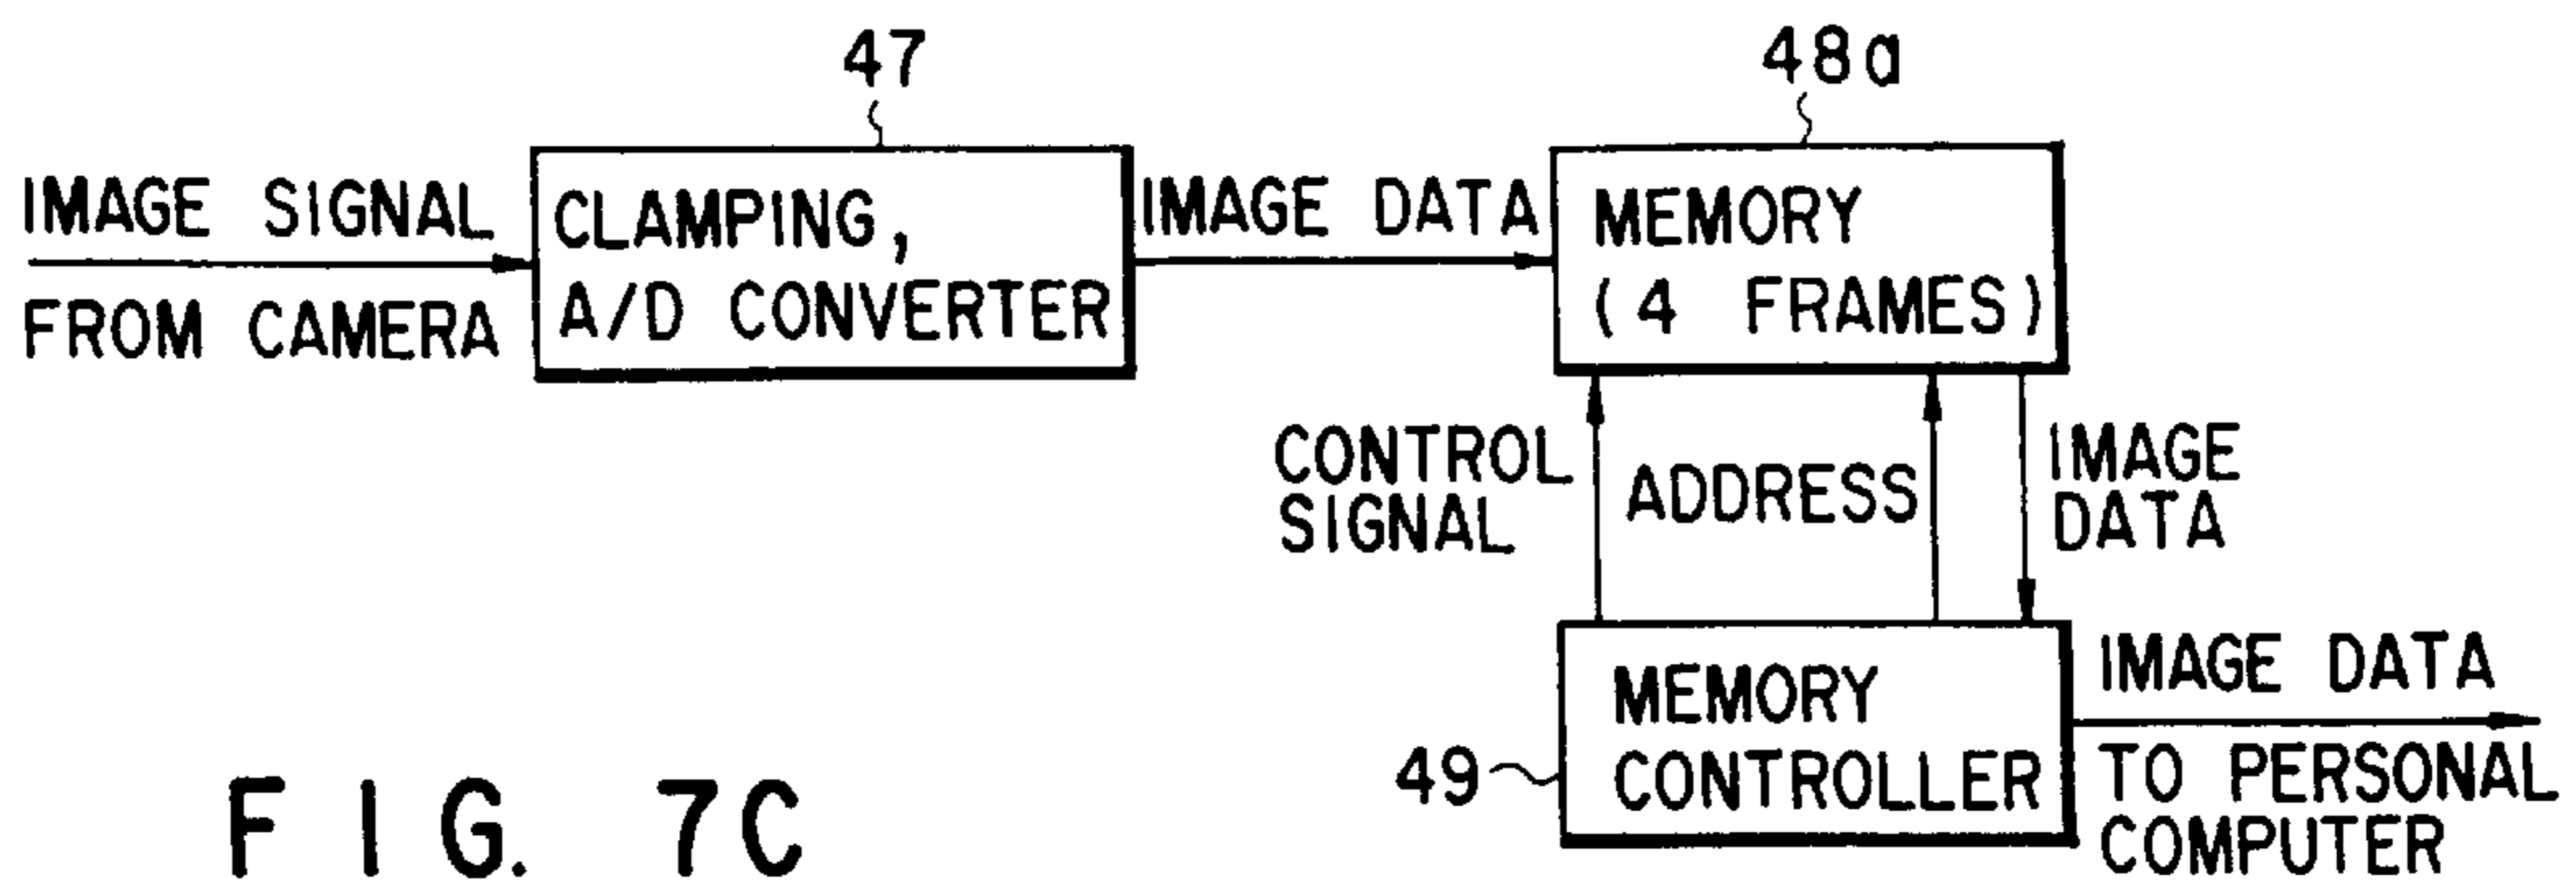 47
48a
IMAGE SIGNAL
FROM CAMERA
CLAMPING,
A/D CONVERTER
IMAGE DATA
MEMORY
(4 FRAMES)
CONTROL
SIGNAL
ADDRESS
IMAGE
DATA
49
MEMORY
CONTROLLER
IMAGE DATA
TO PERSONAL
COMPUTER
FIG. 7C